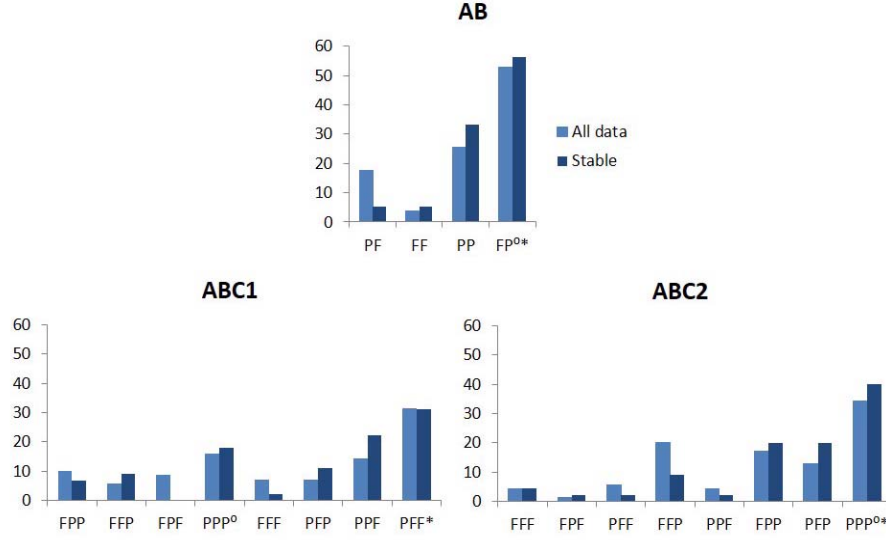 AB
60
50
40
30
20
10
0
PF FF PP FPº*
All data
Stable
ABC1
60
50
40
30
20
10
0
FPP FFP FPF PPPº FFF PFP PPF PFF*
ABC2
60
50
40
30
20
10
0
FFF FPF PFF FFP PPF FPP PFP PPPº*